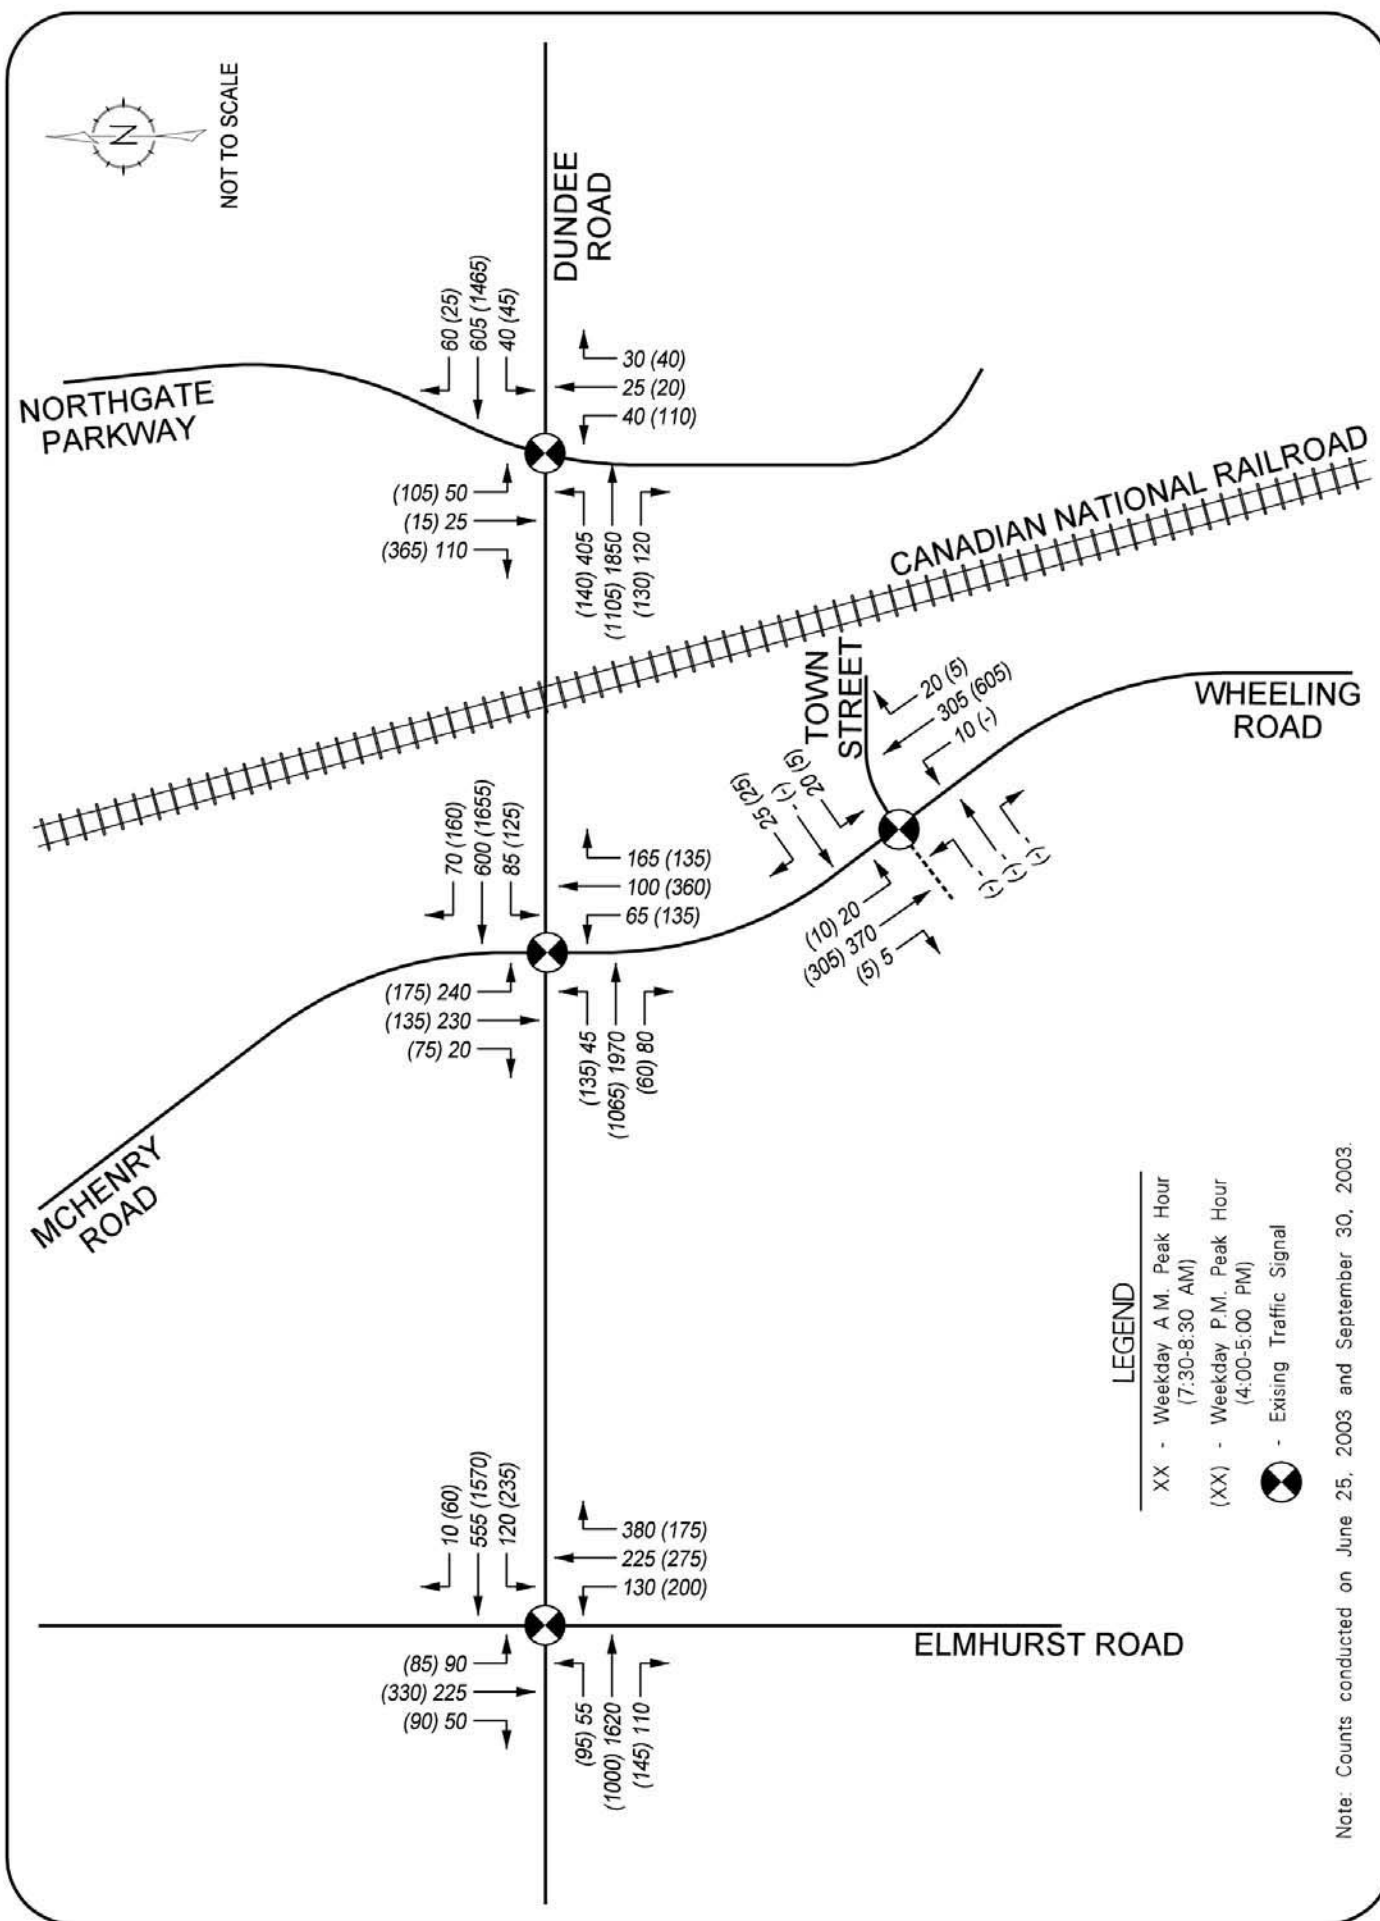 NOT TO SCALE
NORTHGATE
PARKWAY
DUNDEE
ROAD
60 (25)
605 (1465)
40 (45)
30 (40)
25 (20)
40 (110)
(105) 50
(15) 25
(365) 110
(140) 405
(1105) 1850
(130) 120
CANADIAN NATIONAL RAILROAD
TOWN
STREET
WHEELING
ROAD
20 (5)
305 (605)
10 (-)
25 (25)
(-)
20 (5)
(10) 20
(305) 370
(5) 5
(-)
(-)
(-)
70 (160)
600 (1655)
85 (125)
165 (135)
100 (360)
65 (135)
(175) 240
(135) 230
(75) 20
(135) 45
(1065) 1970
(60) 80
MCHENRY
ROAD
10 (60)
555 (1570)
120 (235)
380 (175)
225 (275)
130 (200)
(85) 90
(330) 225
(90) 50
(95) 55
(1000) 1620
(145) 110
ELMHURST ROAD
LEGEND
XX - Weekday A.M. Peak Hour
(7:30-8:30 AM)
(XX) - Weekday P.M. Peak Hour
(4:00-5:00 PM)
- Exising Traffic Signal
Note: Counts conducted on June 25, 2003 and September 30, 2003.
N